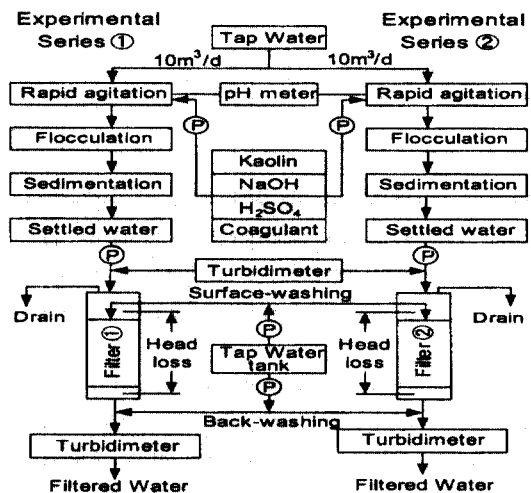 Experimental
Series ①
Experimental
Series ②
Tap Water
10m³/d
10m³/d
Rapid agitation
pH meter
Rapid agitation
P
P
Flocculation
Flocculation
Kaolin
NaOH
H₂SO₄
Coagulant
Sedimentation
Sedimentation
Settled water
Settled water
P
P
Turbidimeter
Surface-washing
Drain
Drain
Filter ①
Head
loss
P
Tap Water
tank
P
Head
loss
Filter ②
Back-washing
Turbidimeter
Turbidimeter
Filtered Water
Filtered Water